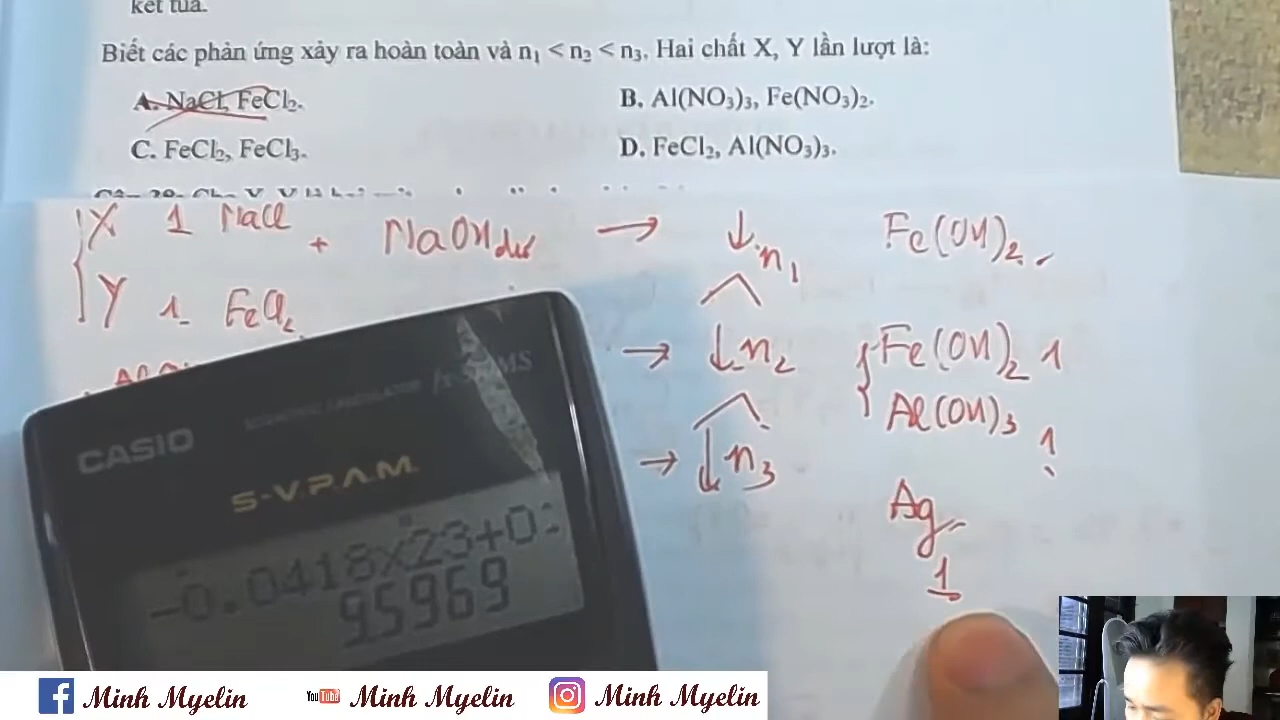 kết tủa.
Biết các phản ứng xảy ra hoàn toàn và n₁ < n₂ < n₃. Hai chất X, Y lần lượt là:
A. NaCl, FeCl₂.
B. Al(NO₃)₃, Fe(NO₃)₂.
C. FeCl₂, FeCl₃.
D. FeCl₂, Al(NO₃)₃.
X 1 NaCl + NaOH dư → ↓ n₁ Fe(OH)₂
Y 1 FeCl₂
→ ↓ n₂ Fe(OH)₂ 1
Al(OH)₃ 1
→ ↓ n₃ Ag
1
CASIO
S-V.P.A.M.
-0.0418×23+0
95969
Minh Myelin
YouTube Minh Myelin
Minh Myelin